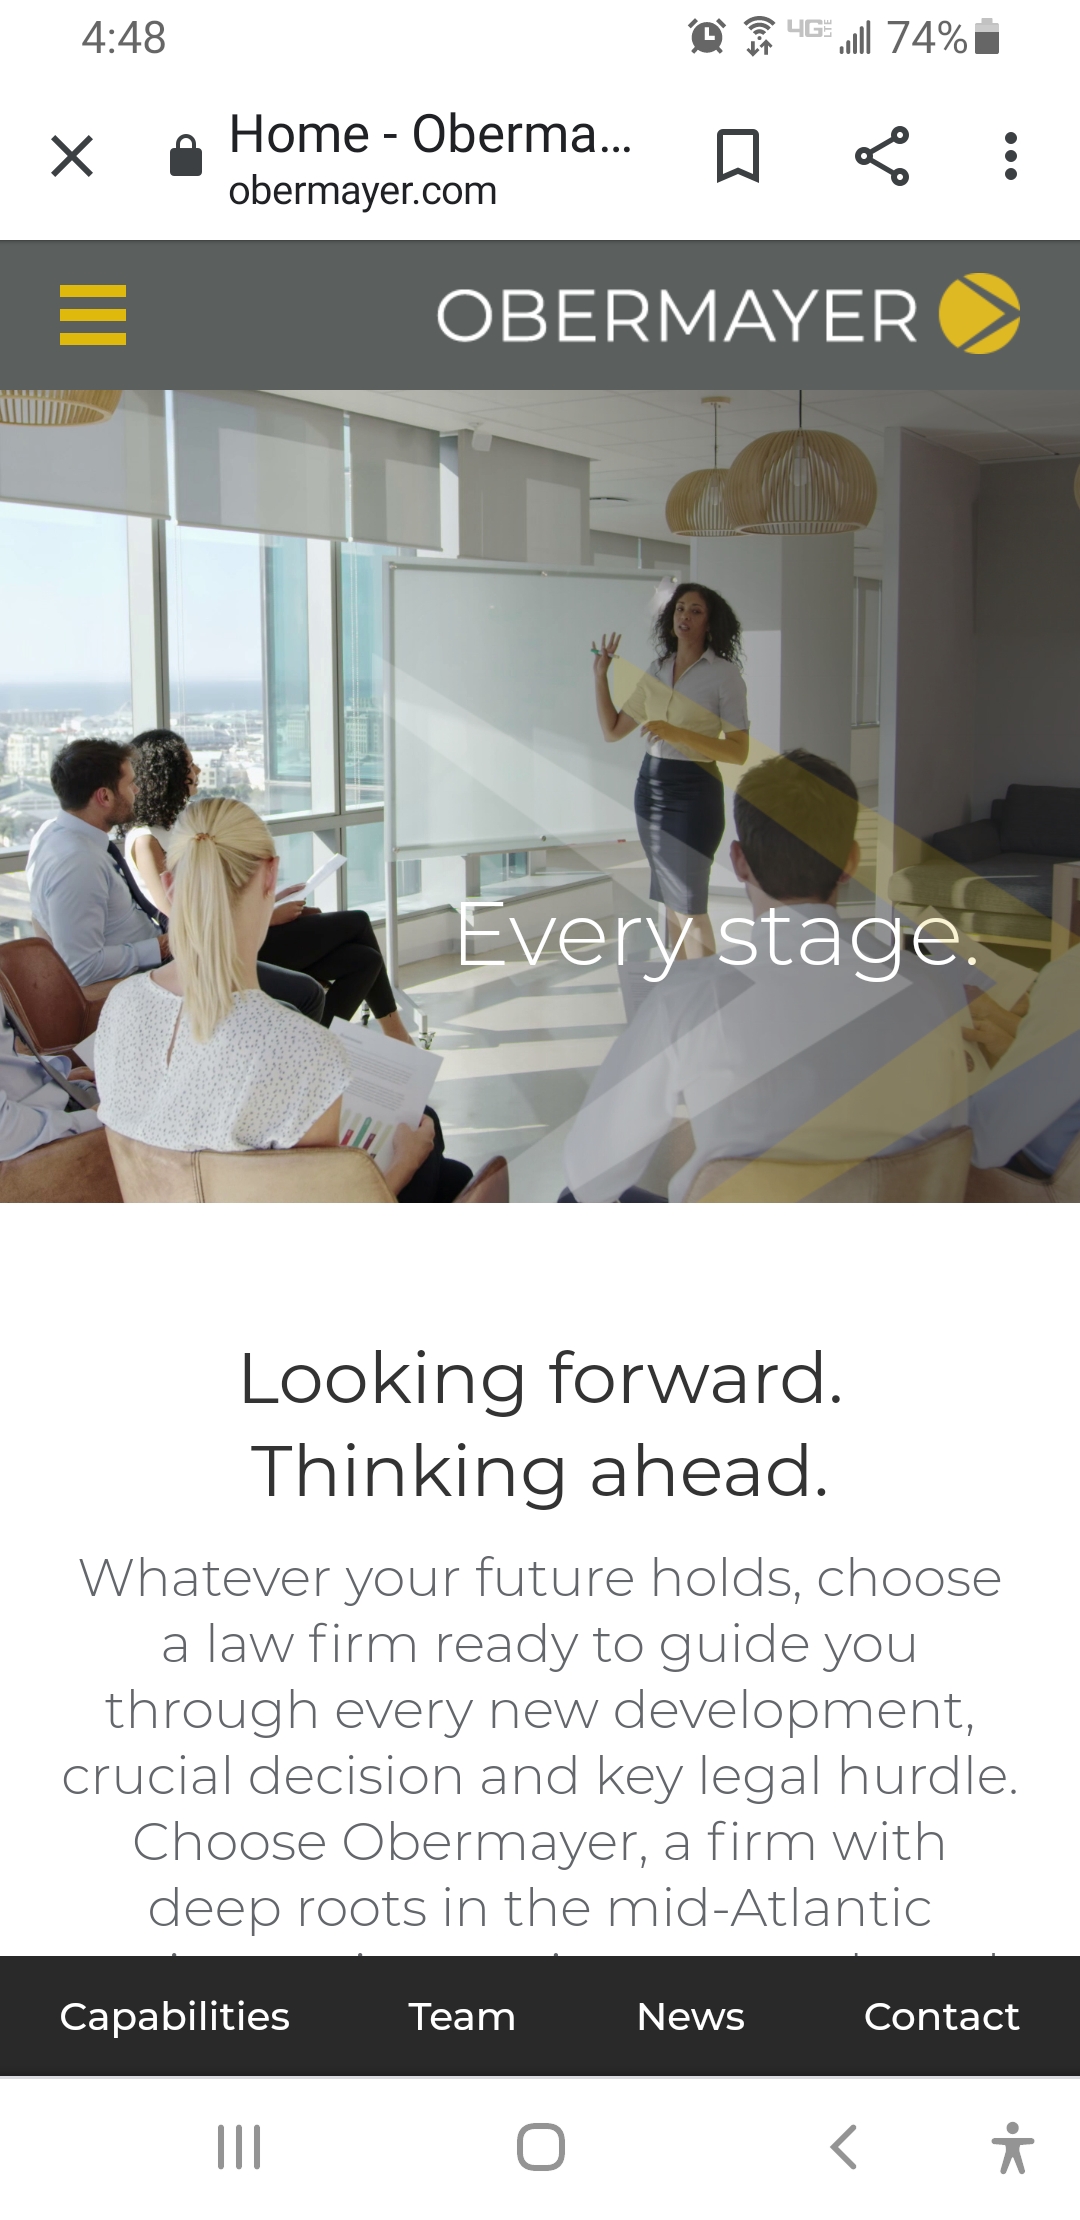 4:48
4G LTE 74%
Home - Oberma...
obermayer.com
OBERMAYER
Every stage.
Looking forward.
Thinking ahead.
Whatever your future holds, choose
a law firm ready to guide you
through every new development,
crucial decision and key legal hurdle.
Choose Obermayer, a firm with
deep roots in the mid-Atlantic
Capabilities Team News Contact